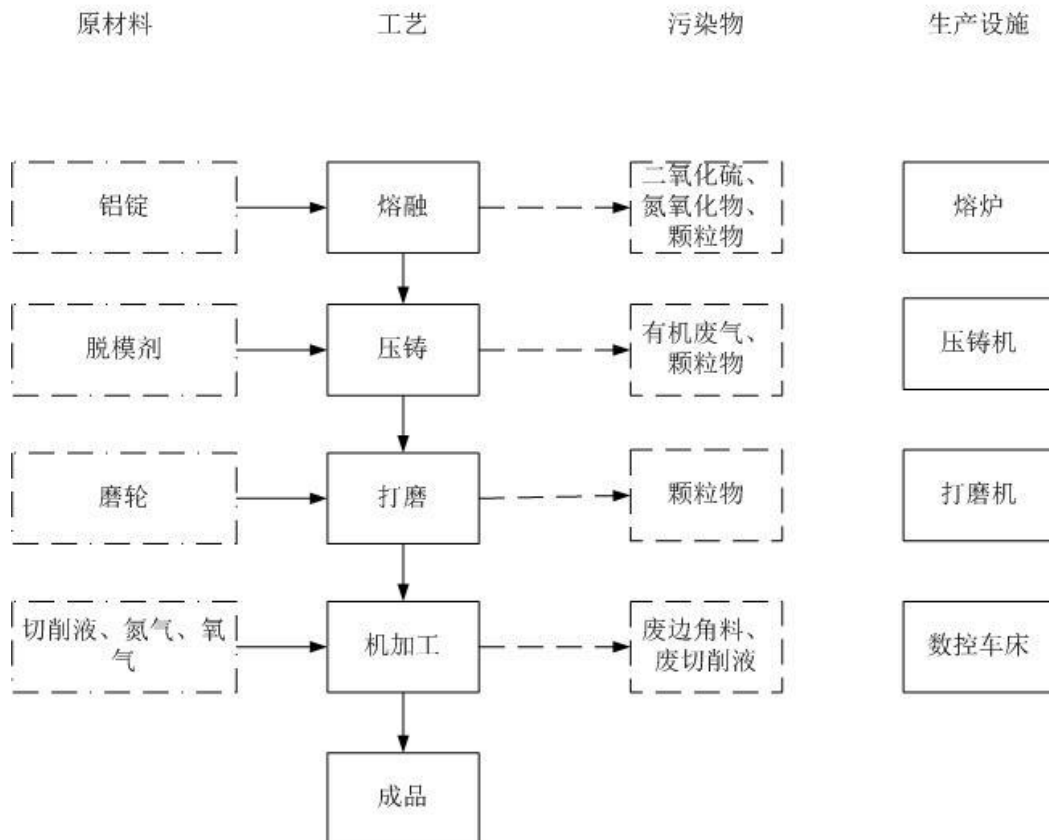 原材料 工艺 污染物 生产设施
铝锭
熔融
二氧化硫、
氮氧化物、
颗粒物
熔炉
脱模剂
压铸
有机废气、
颗粒物
压铸机
磨轮
打磨
颗粒物
打磨机
切削液、氮气、氧
气
机加工
废边角料、
废切削液
数控车床
成品